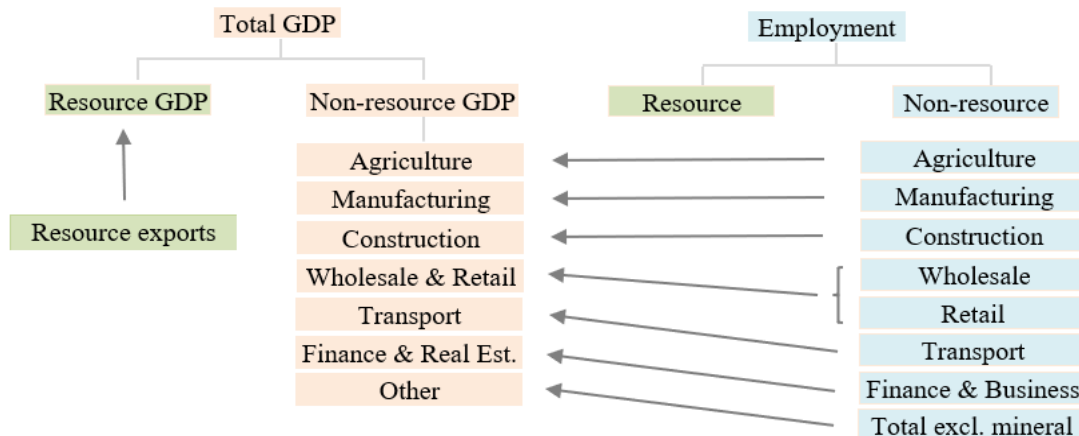 Total GDP
Employment
Resource GDP
Non-resource GDP
Resource
Non-resource
Agriculture
Agriculture
Manufacturing
Manufacturing
Resource exports
Construction
Construction
Wholesale & Retail
Wholesale
Transport
Retail
Finance & Real Est.
Transport
Other
Finance & Business
Total excl. mineral